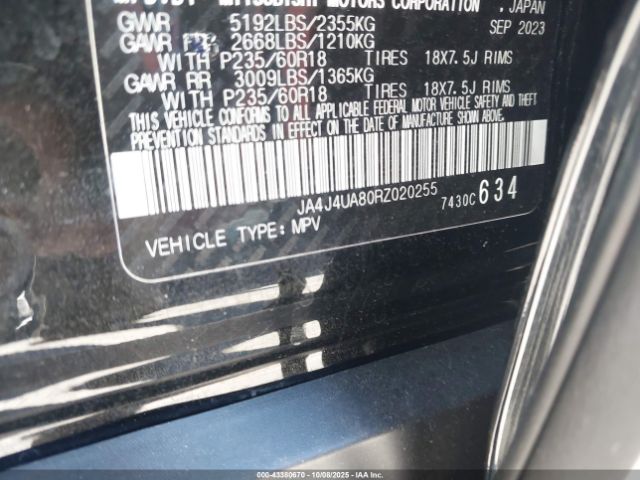 MITSUBISHI MOTORS CORPORATION
, JAPAN
GVWR 5192LBS/2355KG
SEP 2023
GAWR FR 2668LBS/1210KG
WITH P235/60R18 TIRES 18X7.5J RIMS
GAWR RR 3009LBS/1365KG
WITH P235/60R18 TIRES 18X7.5J RIMS
THIS VEHICLE CONFORMS TO ALL APPLICABLE FEDERAL MOTOR VEHICLE SAFETY AND THEFT
PREVENTION STANDARDS IN EFFECT ON THE DATE OF MANUFACTURE SHOWN ABOVE.
JA4J4UA80RZ020255
7430C 634
VEHICLE TYPE: MPV
000-43380670 * 10/08/2025 * IAAI.COM